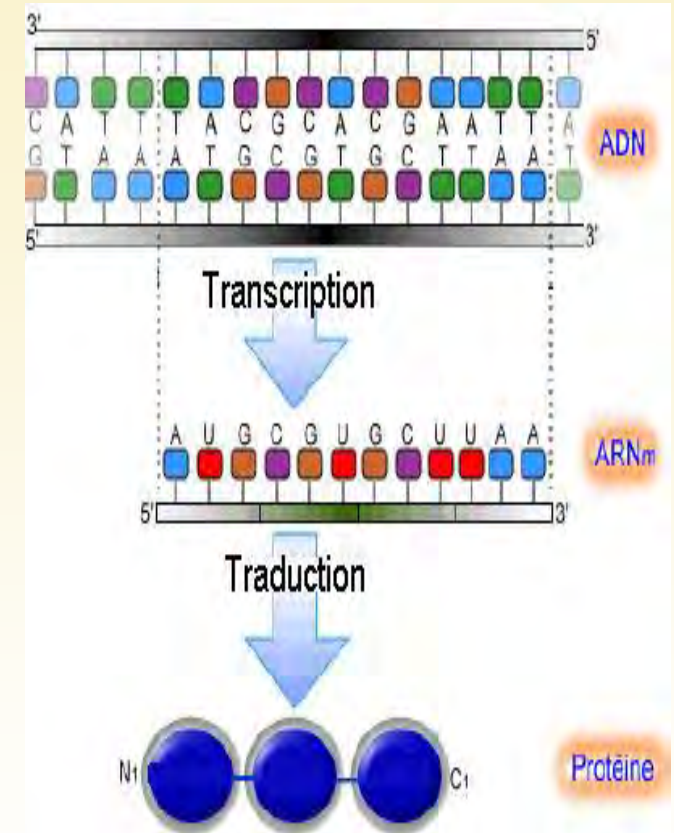 3' 5'
C A T T T A C G C A C G A A T T A
G T A A A T G C G T G C T T A A T
ADN
5' 3'
Transcription
A U G C G U G C U U A A
ARNm
5' 3'
Traduction
N1 C1
Protéine